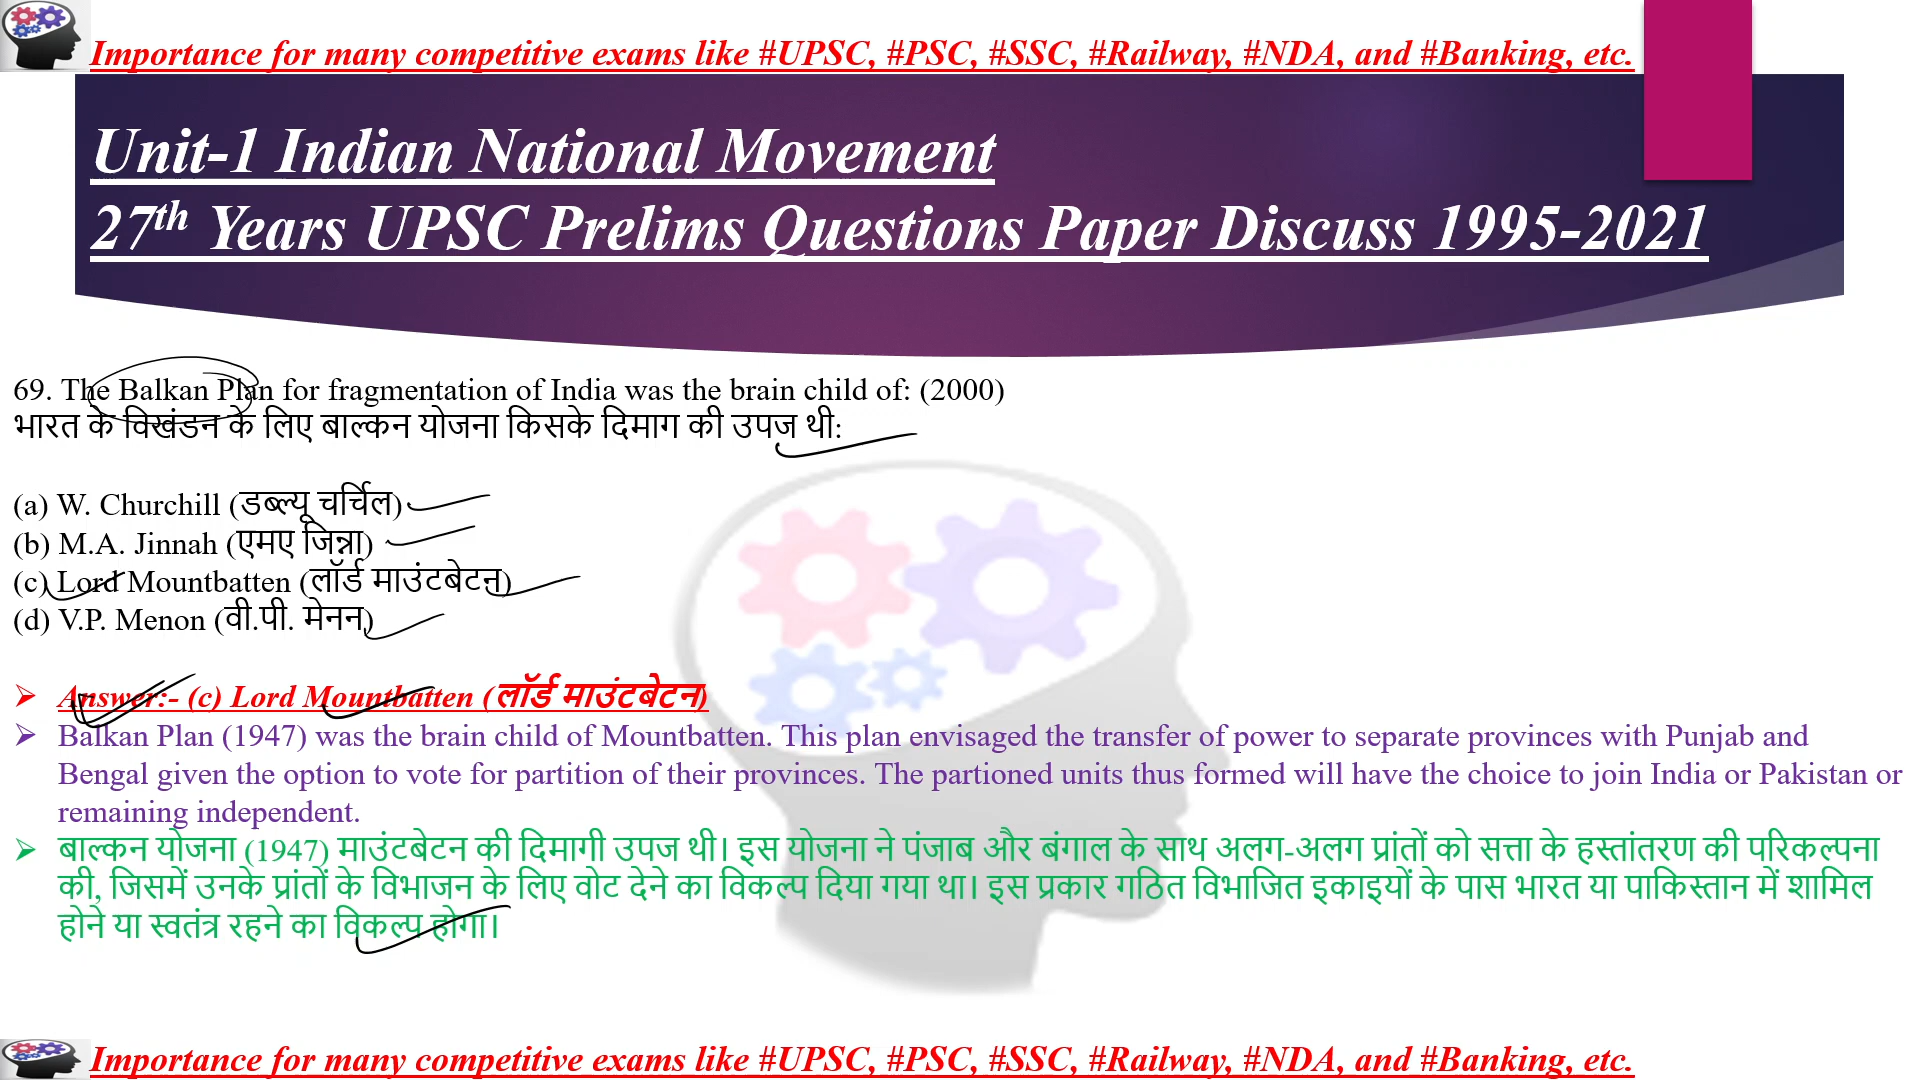 Importance for many competitive exams like #UPSC, #PSC, #SSC, #Railway, #NDA, and #Banking, etc.
Unit-1 Indian National Movement
27th Years UPSC Prelims Questions Paper Discuss 1995-2021
69. The Balkan Plan for fragmentation of India was the brain child of: (2000)
भारत के विखंडन के लिए बाल्कन योजना किसके दिमाग की उपज थी:
(a) W. Churchill (डब्ल्यू चर्चिल)
(b) M.A. Jinnah (एमए जिन्ना)
(c) Lord Mountbatten (लॉर्ड माउंटबेटन)
(d) V.P. Menon (वी.पी. मेनन)
Answer:- (c) Lord Mountbatten (लॉर्ड माउंटबेटन)
Balkan Plan (1947) was the brain child of Mountbatten. This plan envisaged the transfer of power to separate provinces with Punjab and
Bengal given the option to vote for partition of their provinces. The partioned units thus formed will have the choice to join India or Pakistan or
remaining independent.
बाल्कन योजना (1947) माउंटबेटन की दिमागी उपज थी। इस योजना ने पंजाब और बंगाल के साथ अलग-अलग प्रांतों को सत्ता के हस्तांतरण की परिकल्पना
की, जिसमें उनके प्रांतों के विभाजन के लिए वोट देने का विकल्प दिया गया था। इस प्रकार गठित विभाजित इकाइयों के पास भारत या पाकिस्तान में शामिल
होने या स्वतंत्र रहने का विकल्प होगा।
Importance for many competitive exams like #UPSC, #PSC, #SSC, #Railway, #NDA, and #Banking, etc.